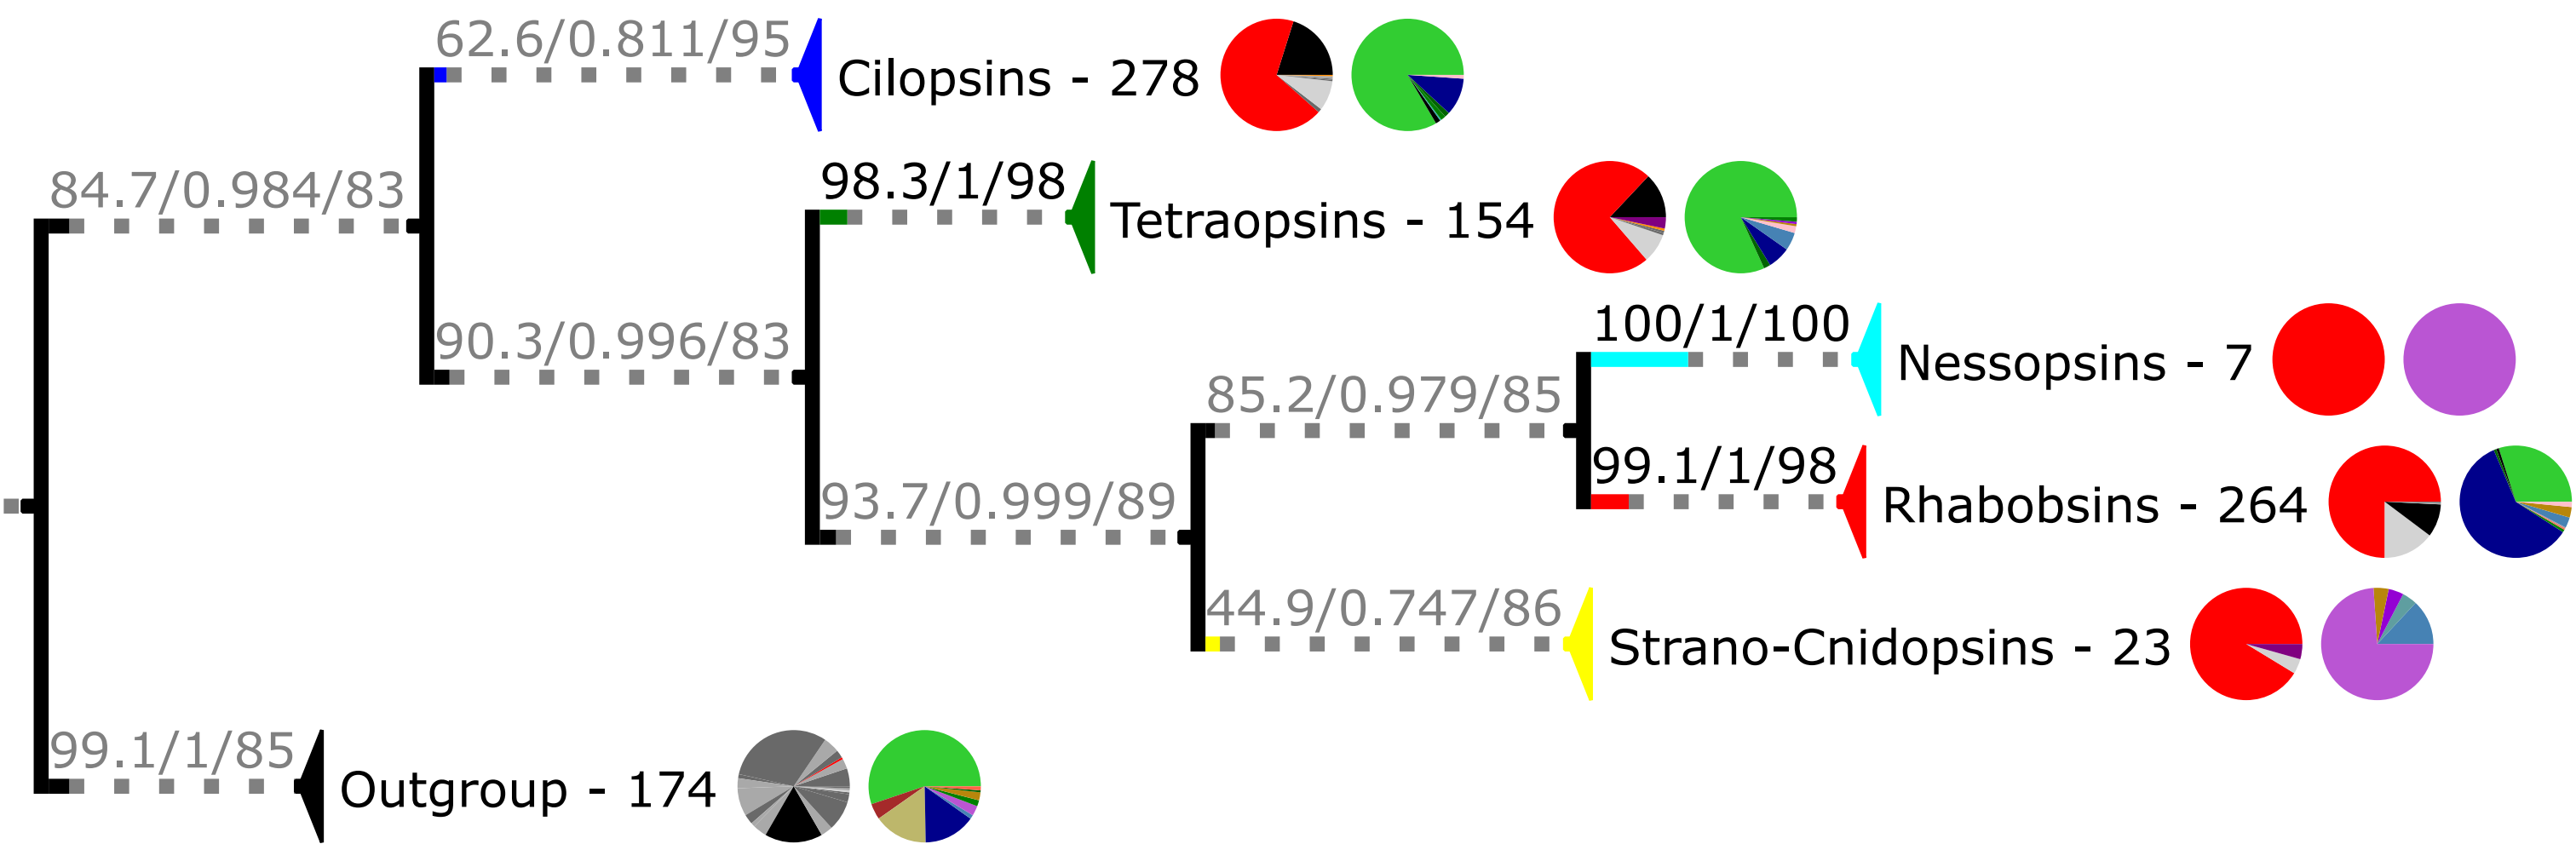 62.6/0.811/95
Cilopsins - 278
84.7/0.984/83
98.3/1/98
Tetraopsins - 154
90.3/0.996/83
100/1/100
Nessopsins - 7
85.2/0.979/85
99.1/1/98
Rhabobsins - 264
93.7/0.999/89
44.9/0.747/86
Strano-Cnidopsins - 23
99.1/1/85
Outgroup - 174